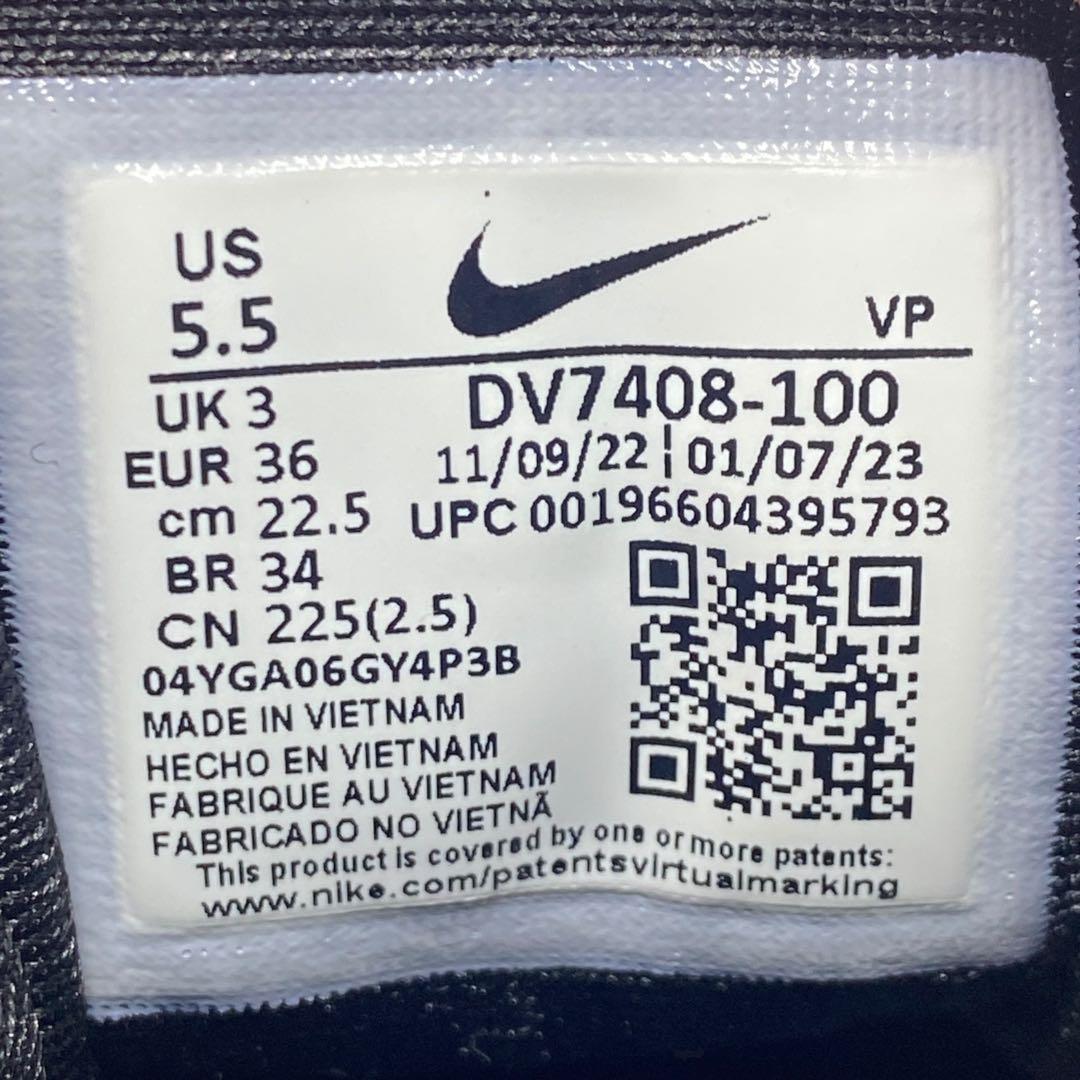 US
5.5
VP
UK 3
DV7408-100
EUR 36
11/09/22 | 01/07/23
cm 22.5
UPC 00196604395793
BR 34
CN 225(2.5)
04YGA06GY4P3B
MADE IN VIETNAM
HECHO EN VIETNAM
FABRIQUE AU VIETNAM
FABRICADO NO VIETNÃ
This product is covered by one or more patents:
www.nike.com/patentsvirtualmarking